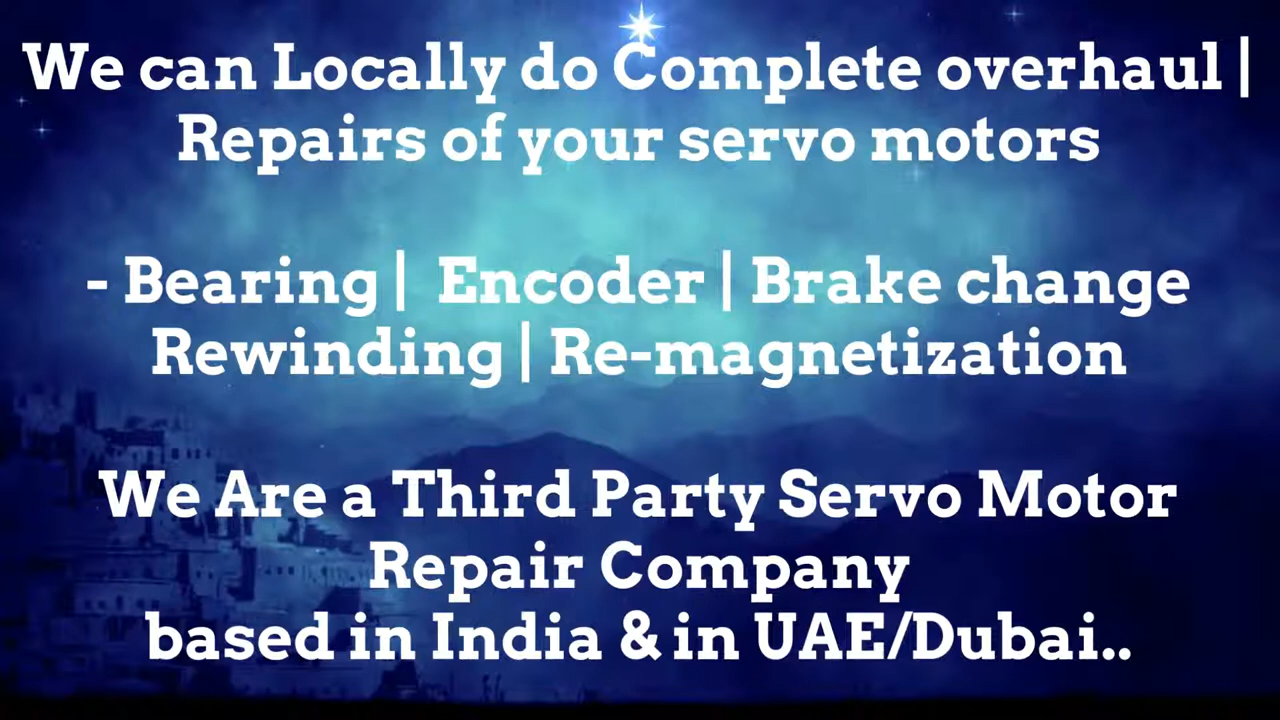 We can Locally do Complete overhaul |
Repairs of your servo motors
- Bearing | Encoder | Brake change
Rewinding | Re-magnetization
We Are a Third Party Servo Motor
Repair Company
based in India & in UAE/Dubai..